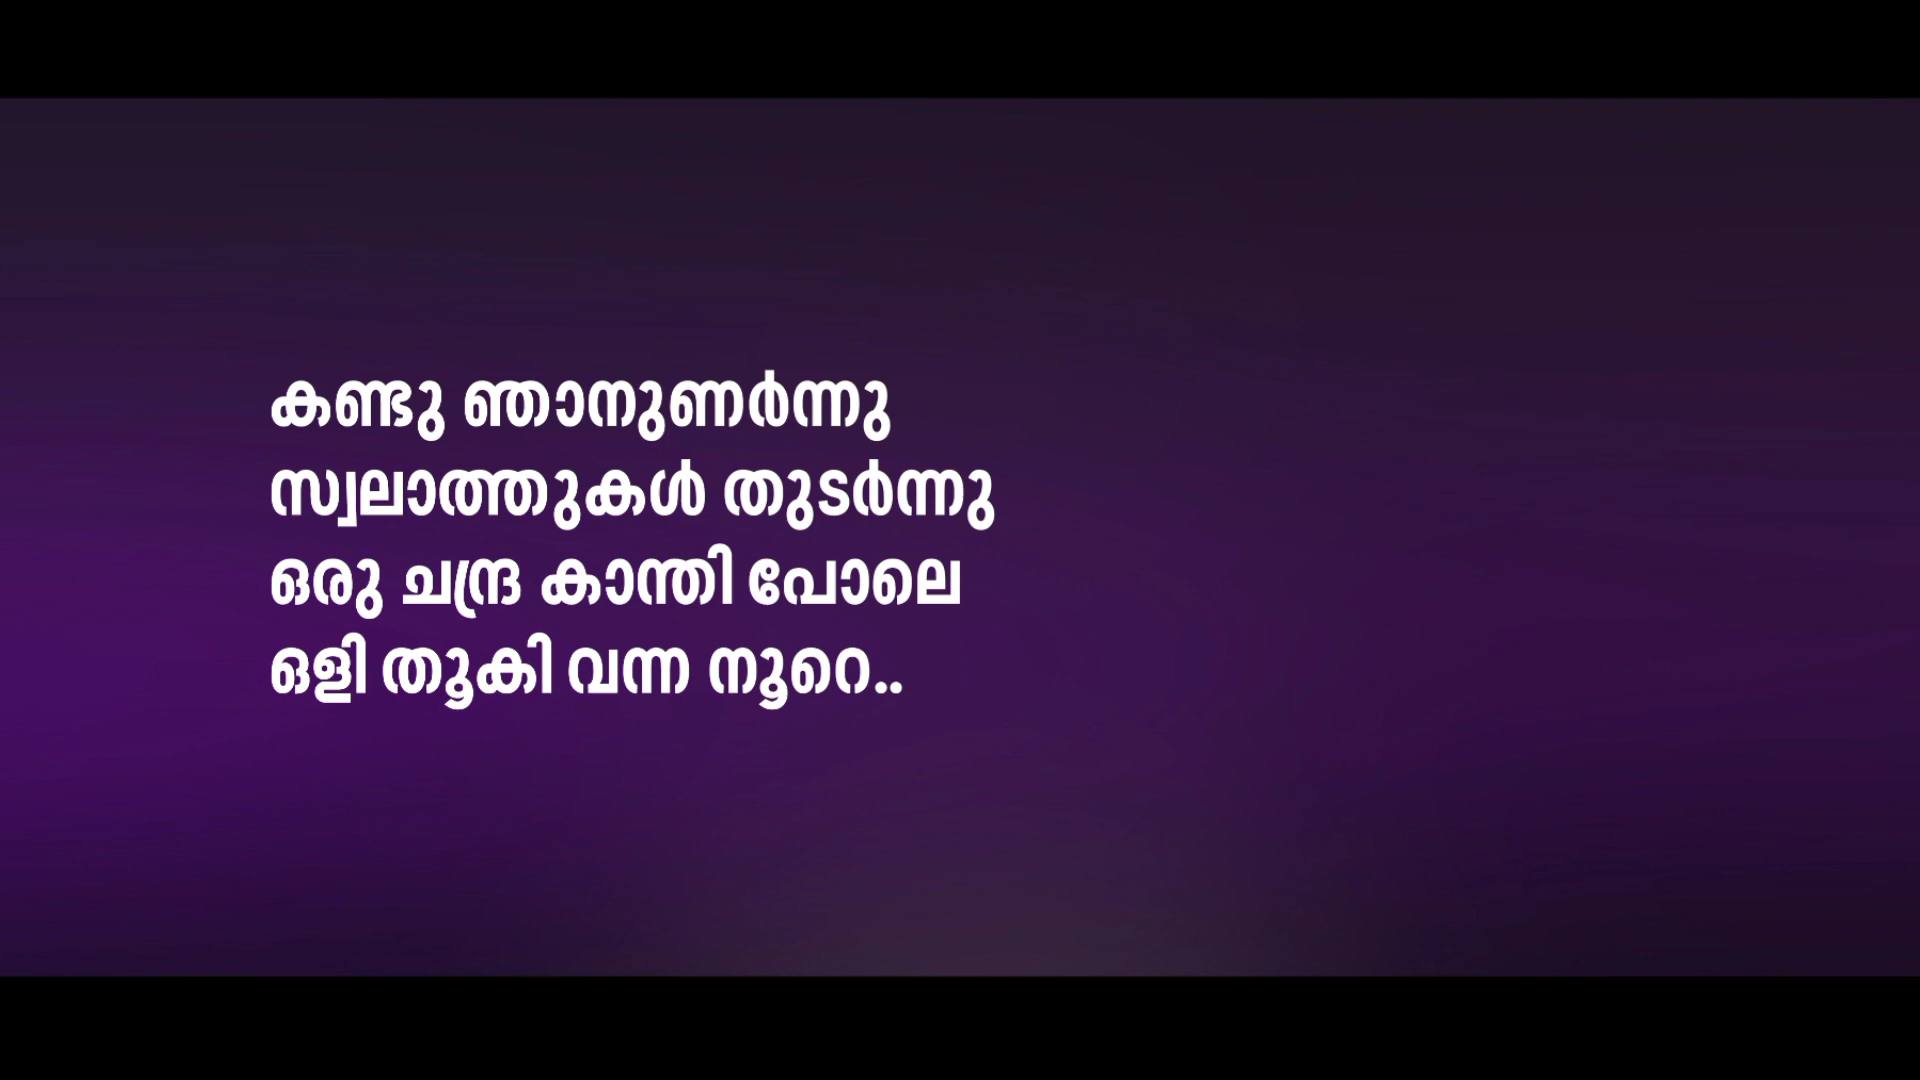 കണ്ടു ഞാനുണർന്നു
സ്വലാത്തുകൾ തുടർന്നു
ഒരു ചന്ദ്ര കാന്തി പോലെ
ഒളി തൂകി വന്ന നൂറെ..